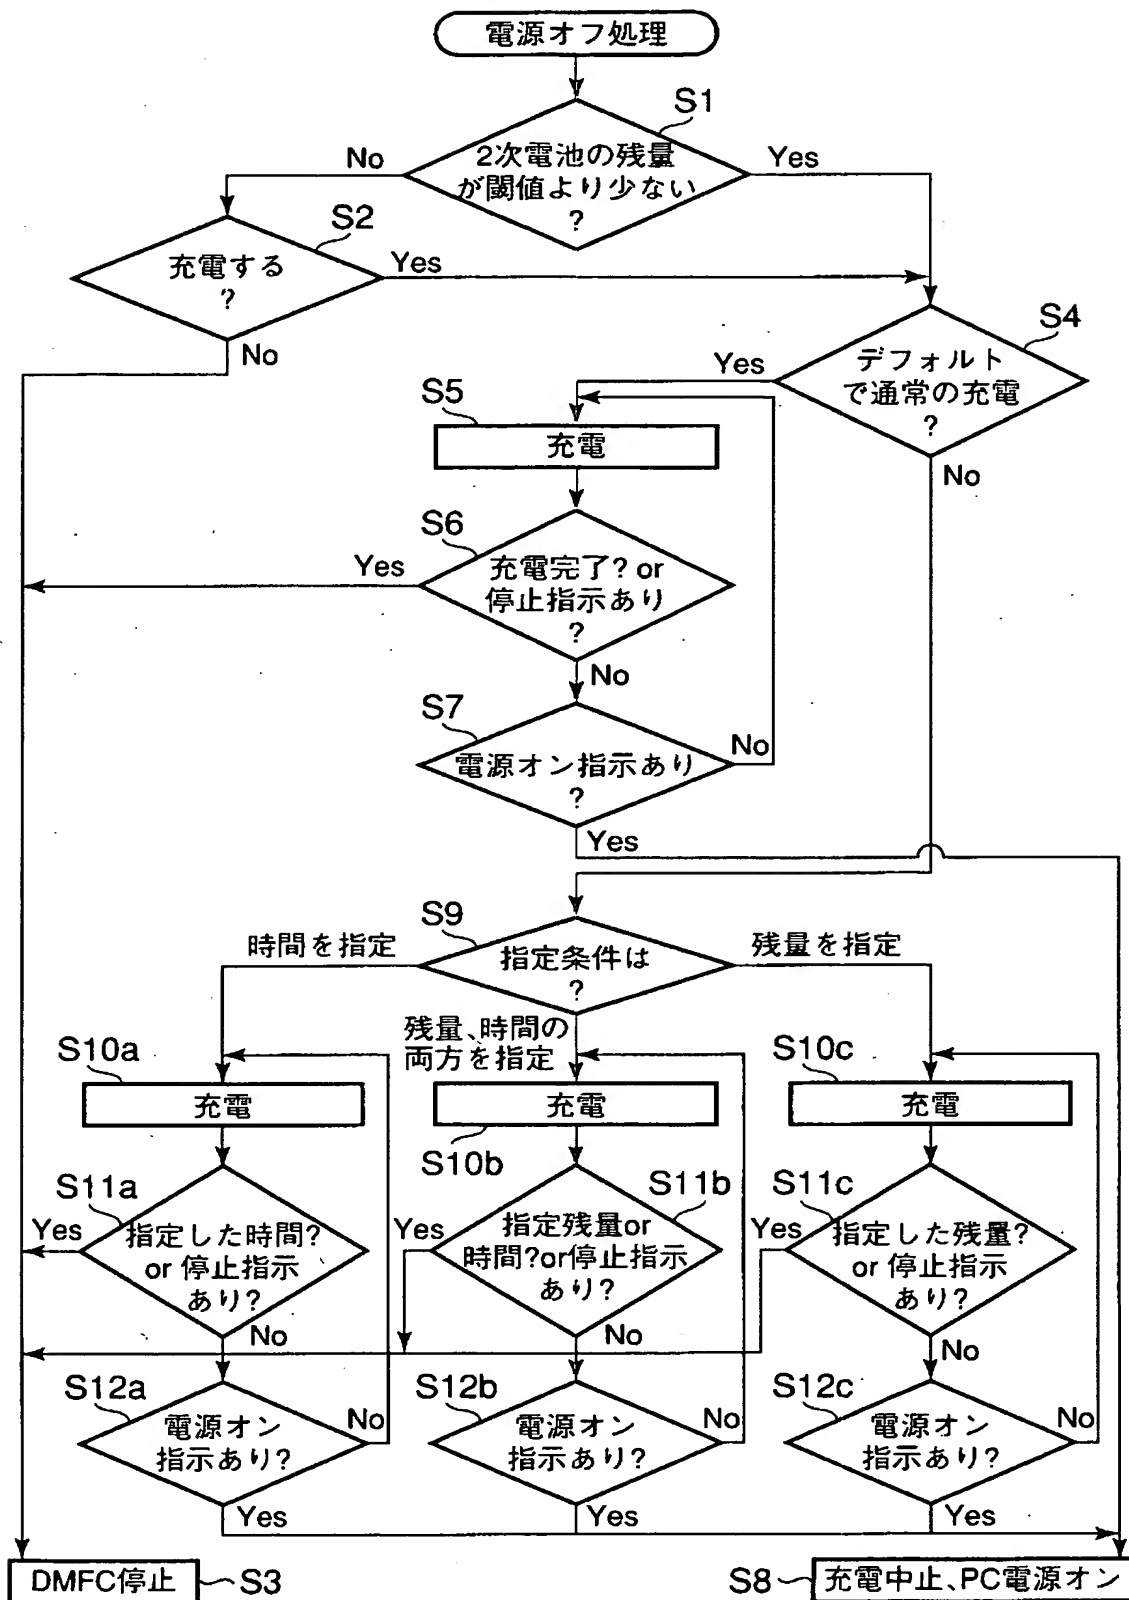 電源オフ処理
S1
2次電池の残量
が閾値より少ない
?
No
Yes
S2
充電する
?
Yes
No
S4
デフォルト
で通常の充電
?
Yes
No
S5
充電
S6
充電完了? or
停止指示あり
?
Yes
No
S7
電源オン指示あり
?
No
Yes
S9
指定条件は
?
時間を指定
残量を指定
残量、時間の
両方を指定
S10a
充電
S10b
充電
S10c
充電
S11a
指定した時間?
or 停止指示
あり?
Yes
No
S11b
指定残量or
時間?or停止指示
あり?
Yes
No
S11c
指定した残量?
or 停止指示
あり?
Yes
No
S12a
電源オン
指示あり?
No
Yes
S12b
電源オン
指示あり?
No
Yes
S12c
電源オン
指示あり?
No
Yes
DMFC停止
S3
S8
充電中止、PC電源オン